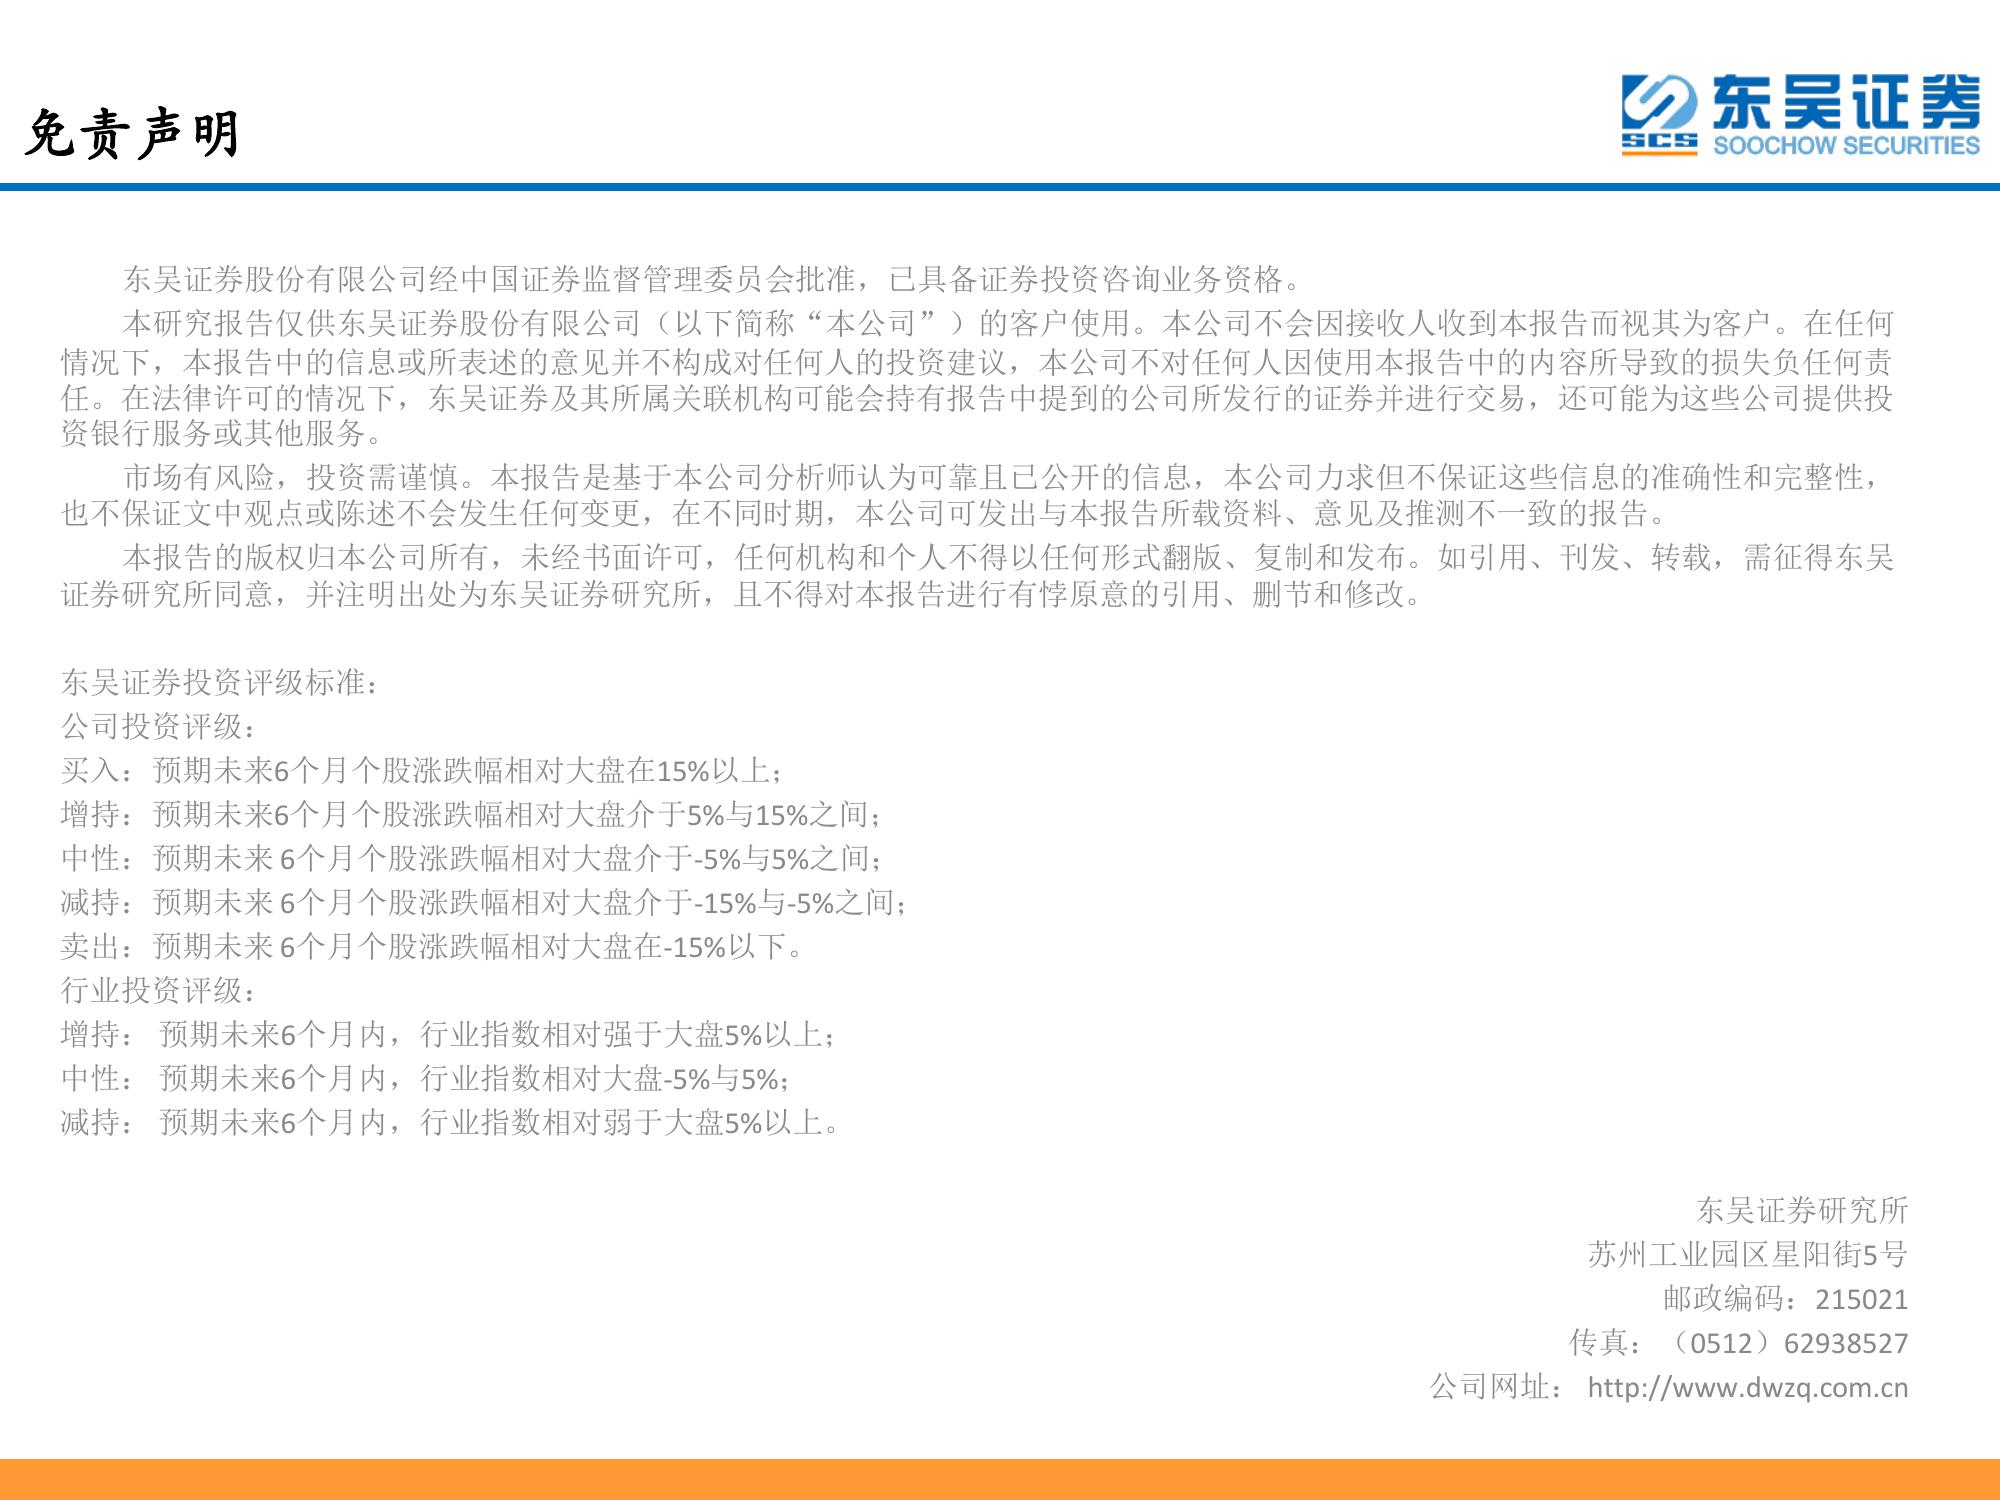 免责声明
东吴证券
SCS
SOOCHOW SECURITIES
东吴证券股份有限公司经中国证券监督管理委员会批准，已具备证券投资咨询业务资格。
本研究报告仅供东吴证券股份有限公司（以下简称“本公司”）的客户使用。本公司不会因接收人收到本报告而视其为客户。在任何
情况下，本报告中的信息或所表述的意见并不构成对任何人的投资建议，本公司不对任何人因使用本报告中的内容所导致的损失负任何责
任。在法律许可的情况下，东吴证券及其所属关联机构可能会持有报告中提到的公司所发行的证券并进行交易，还可能为这些公司提供投
资银行服务或其他服务。
市场有风险，投资需谨慎。本报告是基于本公司分析师认为可靠且已公开的信息，本公司力求但不保证这些信息的准确性和完整性，
也不保证文中观点或陈述不会发生任何变更，在不同时期，本公司可发出与本报告所载资料、意见及推测不一致的报告。
本报告的版权归本公司所有，未经书面许可，任何机构和个人不得以任何形式翻版、复制和发布。如引用、刊发、转载，需征得东吴
证券研究所同意，并注明出处为东吴证券研究所，且不得对本报告进行有悖原意的引用、删节和修改。
东吴证券投资评级标准：
公司投资评级：
买入：预期未来6个月个股涨跌幅相对大盘在15%以上；
增持：预期未来6个月个股涨跌幅相对大盘介于5%与15%之间；
中性：预期未来 6个月个股涨跌幅相对大盘介于-5%与5%之间；
减持：预期未来 6个月个股涨跌幅相对大盘介于-15%与-5%之间；
卖出：预期未来 6个月个股涨跌幅相对大盘在-15%以下。
行业投资评级：
增持： 预期未来6个月内，行业指数相对强于大盘5%以上；
中性： 预期未来6个月内，行业指数相对大盘-5%与5%；
减持： 预期未来6个月内，行业指数相对弱于大盘5%以上。
东吴证券研究所
苏州工业园区星阳街5号
邮政编码：215021
传真：（0512）62938527
公司网址： http://www.dwzq.com.cn